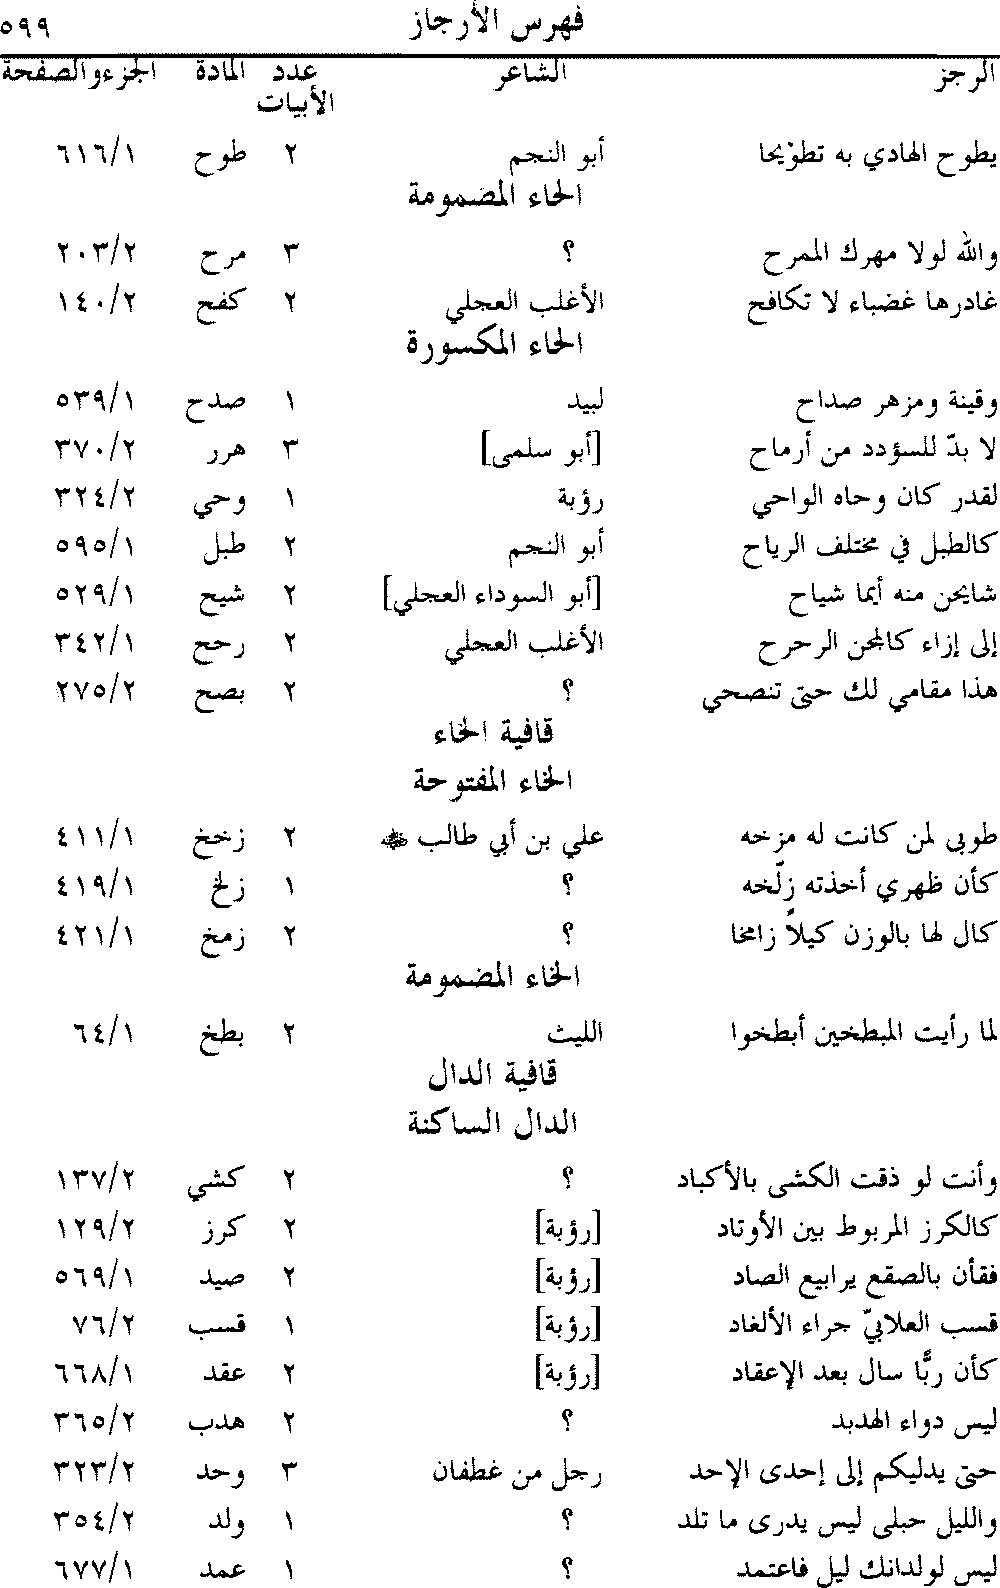 فهرس الأرجاز ٥٩٩
الرجز الشاعر عدد الأبيات المادة الجزء والصفحة
يطوح الهادي به تطوْيحا أبو النجم ٢ طوح ٦١٦/١
الحاء المضمومة
والله لولا مهرك الممرح ؟ ٣ مرح ٢٠٣/٢
غادرها غضباء لا تكافح الأغلب العجلي ٢ كفح ١٤٠/٢
الحاء المكسورة
وقينة ومزهر صداح لبيد ١ صدح ٥٣٩/١
لا بدّ للسؤدد من أرماح [أبو سلمى] ٣ هرر ٣٧٠/٢
لقدر كان وحاه الواحي رؤبة ١ وحي ٣٢٤/٢
كالطبل في مختلف الرياح أبو النجم ٢ طبل ٥٩٥/١
شايحن منه أيما شياح [أبو السوداء العجلي] ٢ شيح ٥٢٩/١
إلى إزاء كالمجن الرحرح الأغلب العجلي ٢ رحح ٣٤٢/١
هذا مقامي لك حتى تنصحي ؟ ٢ بصح ٢٧٥/٢
قافية الخاء
الخاء المفتوحة
طوبى لمن كانت له مزخه علي بن أبي طالب ﷺ ٢ زخخ ٤١١/١
كأن ظهري أخذته زلّخه ؟ ١ زلخ ٤١٩/١
كال لها بالوزن كيلاً زامخا ؟ ٢ زمخ ٤٢١/١
الخاء المضمومة
لما رأيت المبطخين أبطخوا الليث ٢ بطخ ٦٤/١
قافية الدال
الدال الساكنة
وأنت لو ذقت الكشى بالأكباد ؟ ٢ كشي ١٣٧/٢
كالكرز المربوط بين الأوتاد [رؤبة] ٢ كرز ١٢٩/٢
فقأن بالصقع يرابيع الصاد [رؤبة] ٢ صيد ٥٦٩/١
قسب العلابيّ جراء الألغاد [رؤبة] ١ قسب ٧٦/٢
كأن ربًّا سال بعد الإعقاد [رؤبة] ٢ عقد ٦٦٨/١
ليس دواء الهدبد ؟ ٢ هدب ٣٦٥/٢
حتى يدليكم إلى إحدى الإحد رجل من غطفان ٣ وحد ٣٢٣/٢
والليل حبلى ليس يدرى ما تلد ؟ ١ ولد ٣٥٤/٢
ليس لولدانك ليل فاعتمد ؟ ١ عمد ٦٧٧/١